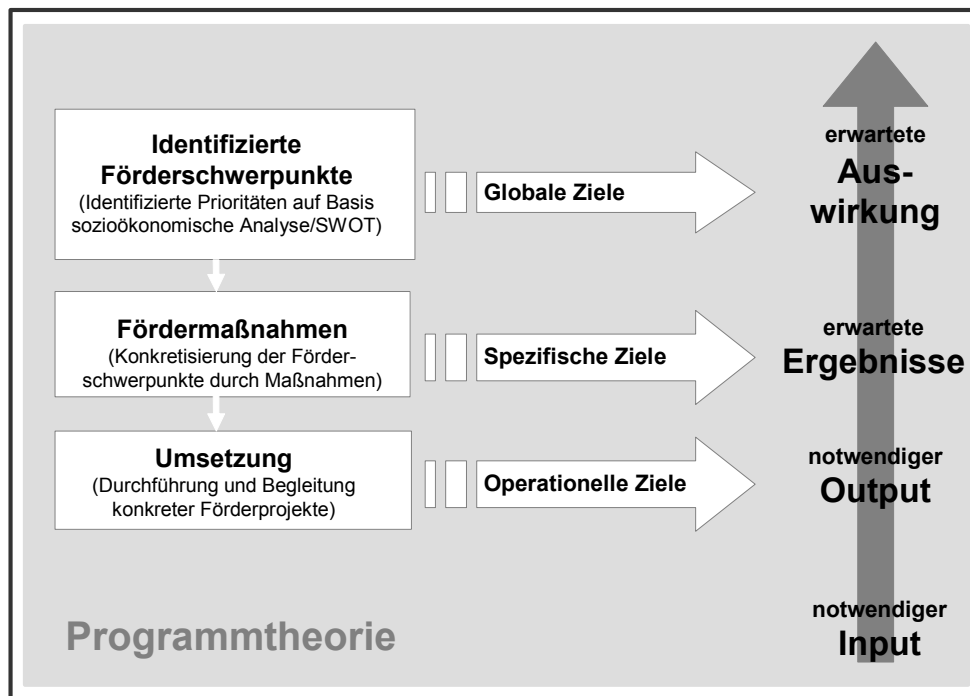 Identifizierte
Förderschwerpunkte
(Identifizierte Prioritäten auf Basis
sozioökonomische Analyse/SWOT)
Globale Ziele
erwartete
Aus-
wirkung
Fördermaßnahmen
(Konkretisierung der Förder-
schwerpunkte durch Maßnahmen)
Spezifische Ziele
erwartete
Ergebnisse
Umsetzung
(Durchführung und Begleitung
konkreter Förderprojekte)
Operationelle Ziele
notwendiger
Output
Programmtheorie
notwendiger
Input